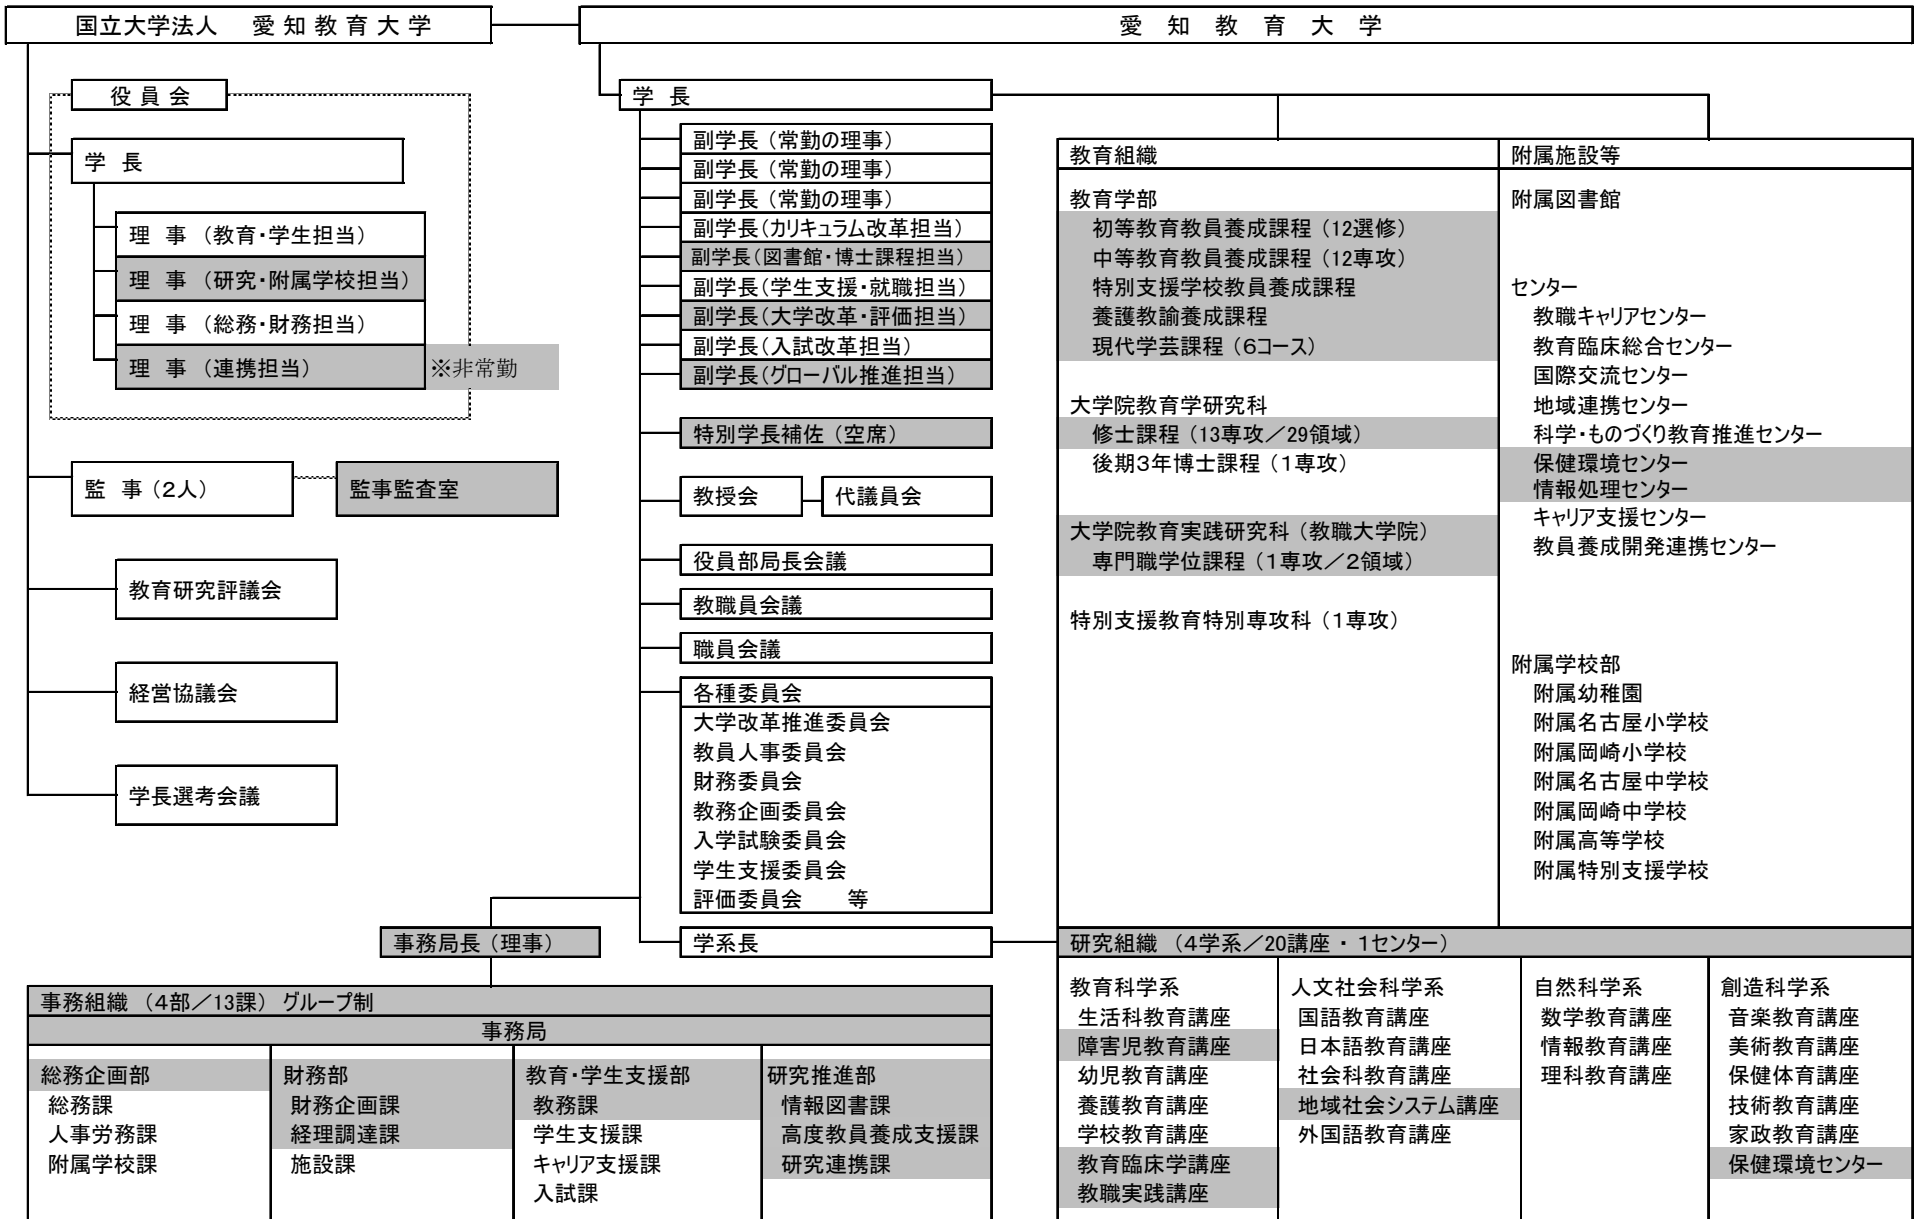 国立大学法人 愛知教育大学
愛知教育大学
役員会
学長
理事（教育・学生担当）
理事（研究・附属学校担当）
理事（総務・財務担当）
理事（連携担当）
※非常勤
監事（２人）
監事監査室
教育研究評議会
経営協議会
学長選考会議
学長
副学長（常勤の理事）
副学長（常勤の理事）
副学長（常勤の理事）
副学長（カリキュラム改革担当）
副学長（図書館・博士課程担当）
副学長（学生支援・就職担当）
副学長（大学改革・評価担当）
副学長（入試改革担当）
副学長（グローバル推進担当）
特別学長補佐（空席）
教授会
代議員会
役員部局長会議
教職員会議
職員会議
各種委員会
大学改革推進委員会
教員人事委員会
財務委員会
教務企画委員会
入学試験委員会
学生支援委員会
評価委員会 等
学系長
教育組織
教育学部
初等教育教員養成課程（12選修）
中等教育教員養成課程（12専攻）
特別支援学校教員養成課程
養護教諭養成課程
現代学芸課程（6コース）
大学院教育学研究科
修士課程（13専攻／29領域）
後期３年博士課程（１専攻）
大学院教育実践研究科（教職大学院）
専門職学位課程（１専攻／２領域）
特別支援教育特別専攻科（１専攻）
附属施設等
附属図書館
センター
教職キャリアセンター
教育臨床総合センター
国際交流センター
地域連携センター
科学・ものづくり教育推進センター
保健環境センター
情報処理センター
キャリア支援センター
教員養成開発連携センター
附属学校部
附属幼稚園
附属名古屋小学校
附属岡崎小学校
附属名古屋中学校
附属岡崎中学校
附属高等学校
附属特別支援学校
事務局長（理事）
事務組織（４部／13課）グループ制
事務局
総務企画部
総務課
人事労務課
附属学校課
財務部
財務企画課
経理調達課
施設課
教育・学生支援部
教務課
学生支援課
キャリア支援課
入試課
研究推進部
情報図書課
高度教員養成支援課
研究連携課
研究組織（４学系／20講座・１センター）
教育科学系
生活科教育講座
障害児教育講座
幼児教育講座
養護教育講座
学校教育講座
教育臨床学講座
教職実践講座
人文社会科学系
国語教育講座
日本語教育講座
社会科教育講座
地域社会システム講座
外国語教育講座
自然科学系
数学教育講座
情報教育講座
理科教育講座
創造科学系
音楽教育講座
美術教育講座
保健体育講座
技術教育講座
家政教育講座
保健環境センター